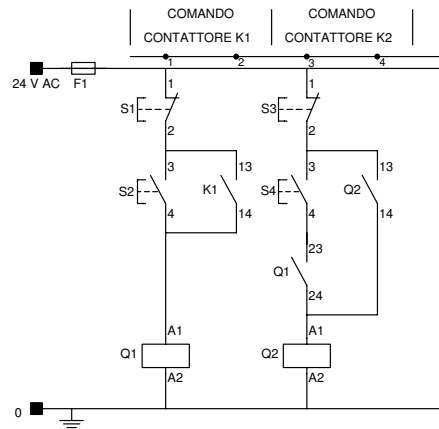 COMANDO COMANDO
CONTATTORE K1 CONTATTORE K2
1 2 3 4
24 V AC F1
1 1
S1 S3
2 2
3 13 3 13
S2 K1 S4 Q2
4 14 4 14
23
Q1
24
A1 A1
Q1 Q2
A2 A2
0